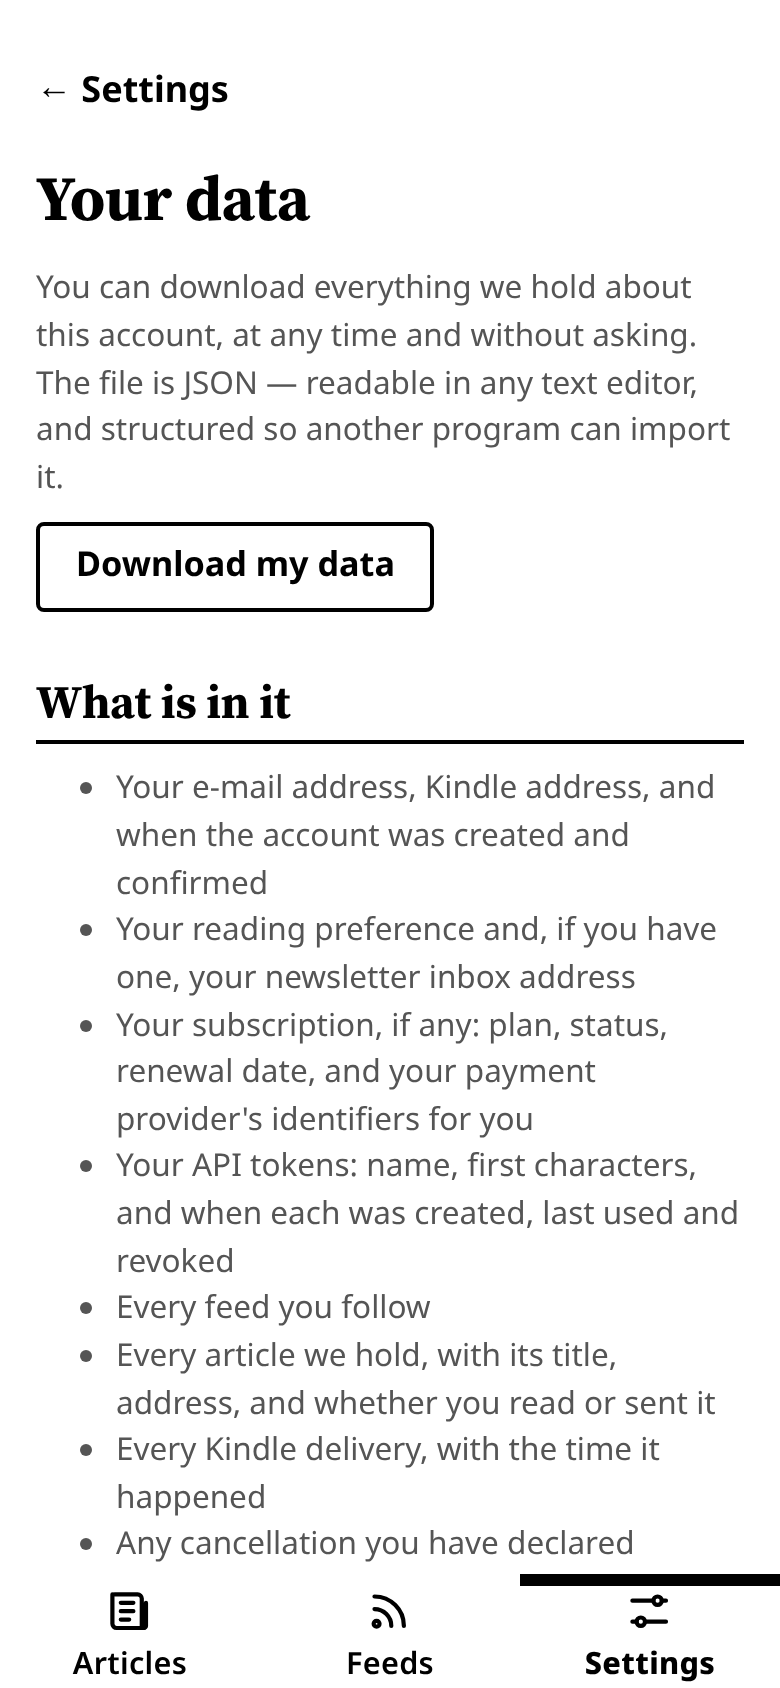 ← Settings
Your data
You can download everything we hold about
this account, at any time and without asking.
The file is JSON — readable in any text editor,
and structured so another program can import
it.
Download my data
What is in it
• Your e-mail address, Kindle address, and
when the account was created and
confirmed
• Your reading preference and, if you have
one, your newsletter inbox address
• Your subscription, if any: plan, status,
renewal date, and your payment
provider's identifiers for you
• Your API tokens: name, first characters,
and when each was created, last used and
revoked
• Every feed you follow
• Every article we hold, with its title,
address, and whether you read or sent it
• Every Kindle delivery, with the time it
happened
• Any cancellation you have declared
Articles
Feeds
Settings